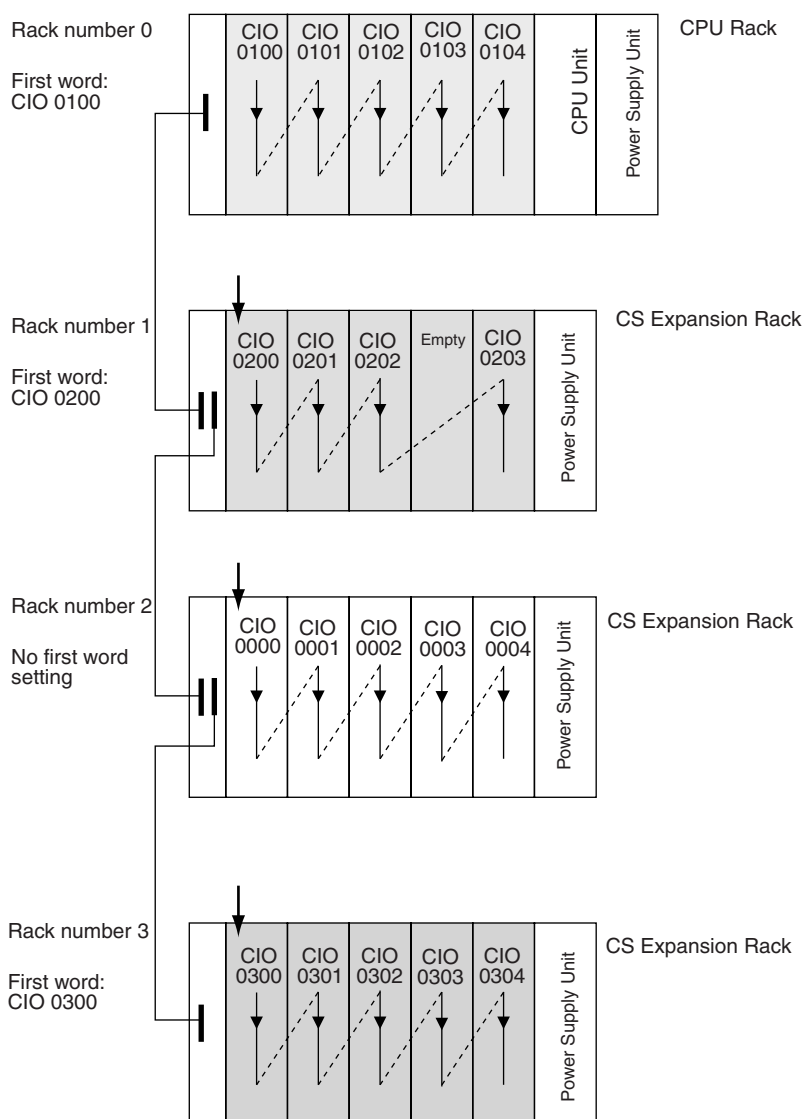 Rack number 0
First word:
CIO 0100
CIO
0100
CIO
0101
CIO
0102
CIO
0103
CIO
0104
CPU Unit
Power Supply Unit
CPU Rack
Rack number 1
First word:
CIO 0200
CIO
0200
CIO
0201
CIO
0202
Empty
CIO
0203
Power Supply Unit
CS Expansion Rack
Rack number 2
No first word
setting
CIO
0000
CIO
0001
CIO
0002
CIO
0003
CIO
0004
Power Supply Unit
CS Expansion Rack
Rack number 3
First word:
CIO 0300
CIO
0300
CIO
0301
CIO
0302
CIO
0303
CIO
0304
Power Supply Unit
CS Expansion Rack